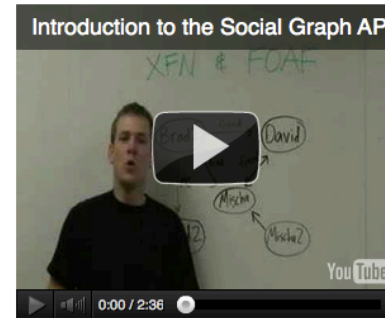 Introduction to the Social Graph AP
XFN & FOAF
Brad
David
Mischa
Mischa2
YouTube
0:00 / 2:36